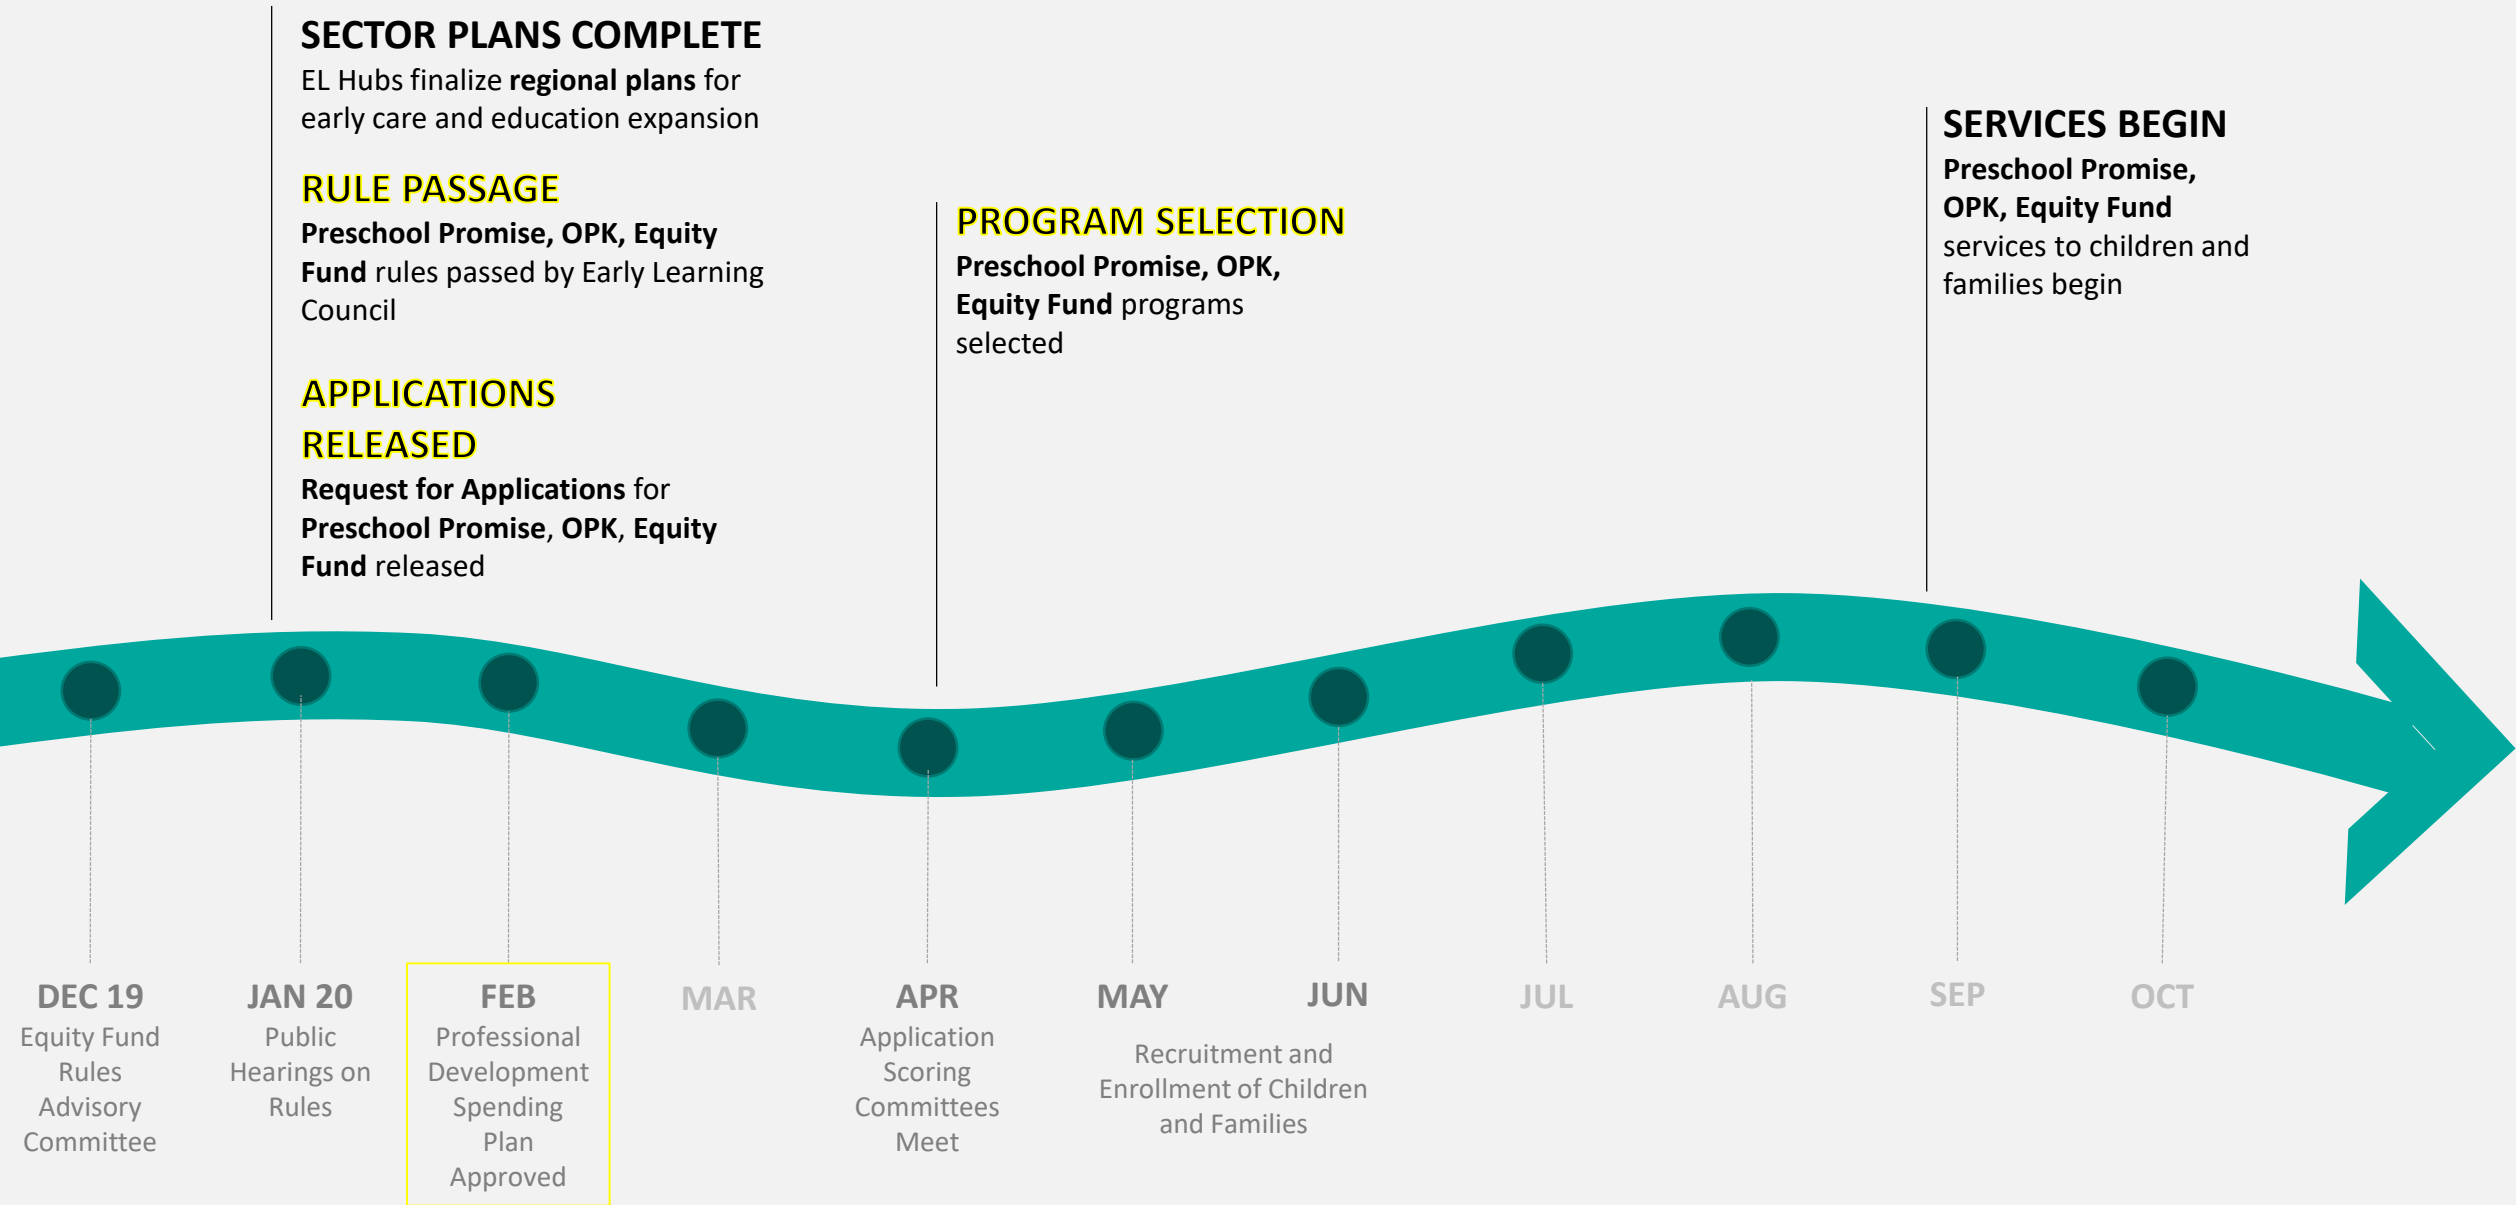 SECTOR PLANS COMPLETE
EL Hubs finalize regional plans for
early care and education expansion
RULE PASSAGE
Preschool Promise, OPK, Equity
Fund rules passed by Early Learning
Council
APPLICATIONS
RELEASED
Request for Applications for
Preschool Promise, OPK, Equity
Fund released
PROGRAM SELECTION
Preschool Promise, OPK,
Equity Fund programs
selected
SERVICES BEGIN
Preschool Promise,
OPK, Equity Fund
services to children and
families begin
DEC 19
Equity Fund
Rules
Advisory
Committee
JAN 20
Public
Hearings on
Rules
FEB
Professional
Development
Spending
Plan
Approved
MAR
APR
Application
Scoring
Committees
Meet
MAY
JUN
Recruitment and
Enrollment of Children
and Families
JUL
AUG
SEP
OCT